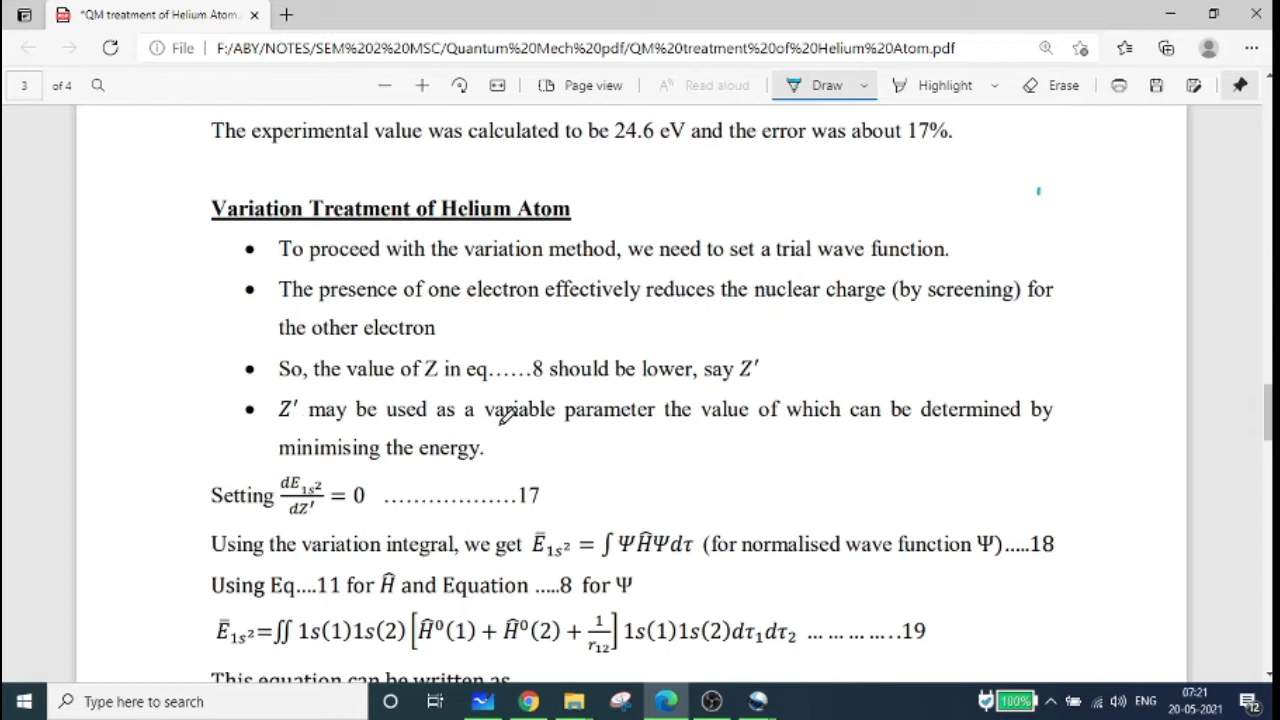 *QM treatment of Helium Atom.
File F:/ABY/NOTES/SEM%202%20MSC/Quantum%20Mech%20pdf/QM%20treatment%20of%20Helium%20Atom.pdf
3 of 4 Page view Read aloud Draw Highlight Erase
The experimental value was calculated to be 24.6 eV and the error was about 17%.
Variation Treatment of Helium Atom
• To proceed with the variation method, we need to set a trial wave function.
• The presence of one electron effectively reduces the nuclear charge (by screening) for
the other electron
• So, the value of Z in eq……8 should be lower, say Z′
• Z′ may be used as a variable parameter the value of which can be determined by
minimising the energy.
Setting dE₁ₛ²/dZ′ = 0 ………………17
Using the variation integral, we get Ē₁ₛ² = ∫ ΨĤΨdτ (for normalised wave function Ψ)…..18
Using Eq....11 for Ĥ and Equation .....8 for Ψ
Ē₁ₛ²=∬ 1s(1)1s(2) [Ĥ⁰(1) + Ĥ⁰(2) + 1/r₁₂] 1s(1)1s(2)dτ₁dτ₂ … … … … . .19
This equation can be written as
Type here to search 100% ENG 07:21
20-05-2021 12